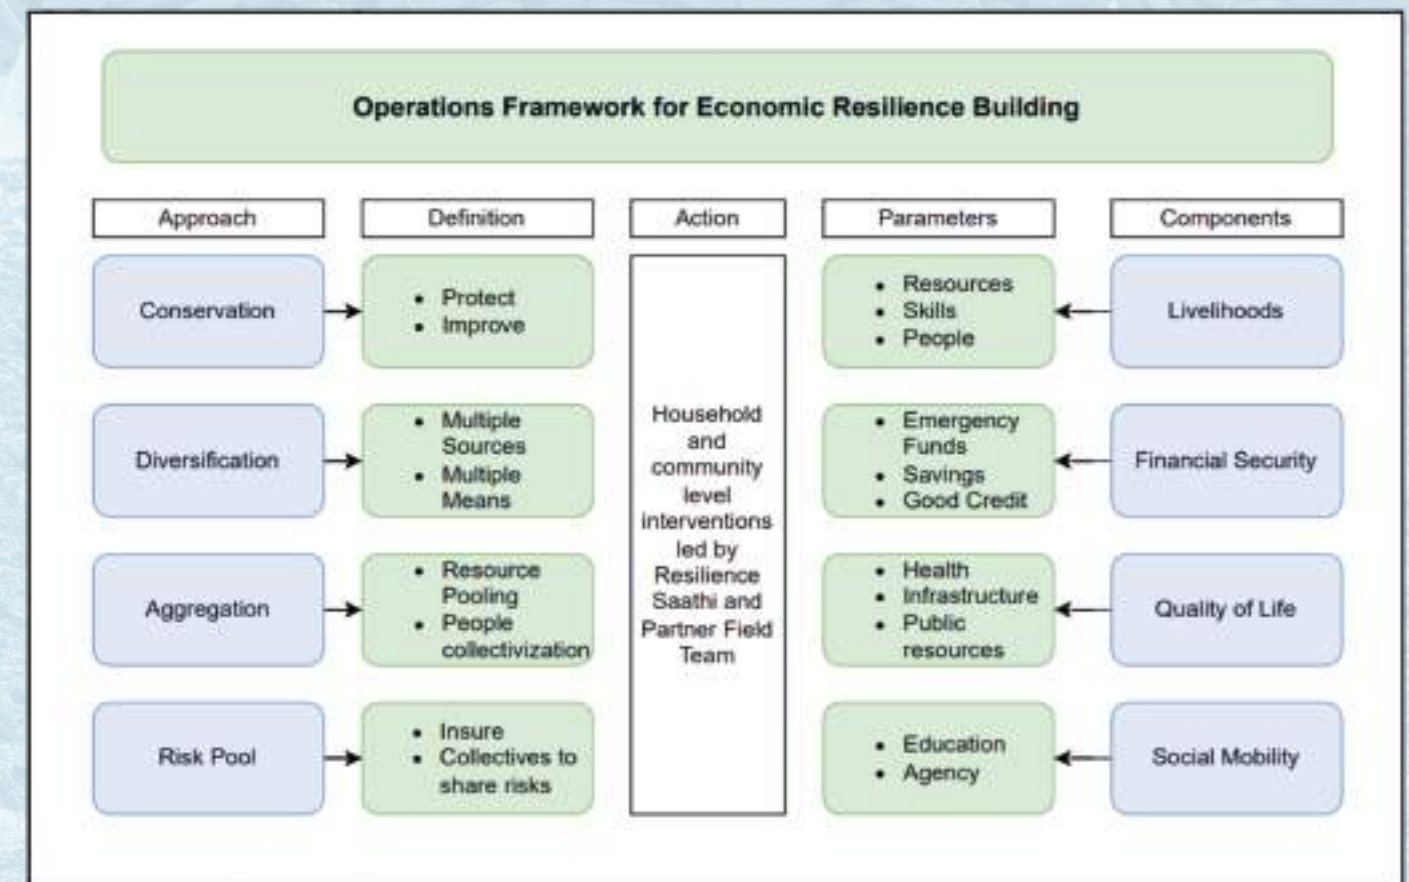 Operations Framework for Economic Resilience Building
Approach
Definition
Action
Parameters
Components
Conservation
• Protect
• Improve
• Resources
• Skills
• People
Livelihoods
Diversification
• Multiple
Sources
• Multiple
Means
Household
and
community
level
interventions
led by
Resilience
Saathi and
Partner Field
Team
• Emergency
Funds
• Savings
• Good Credit
Financial Security
Aggregation
• Resource
Pooling
• People
collectivization
• Health
• Infrastructure
• Public
resources
Quality of Life
Risk Pool
• Insure
• Collectives to
share risks
• Education
• Agency
Social Mobility